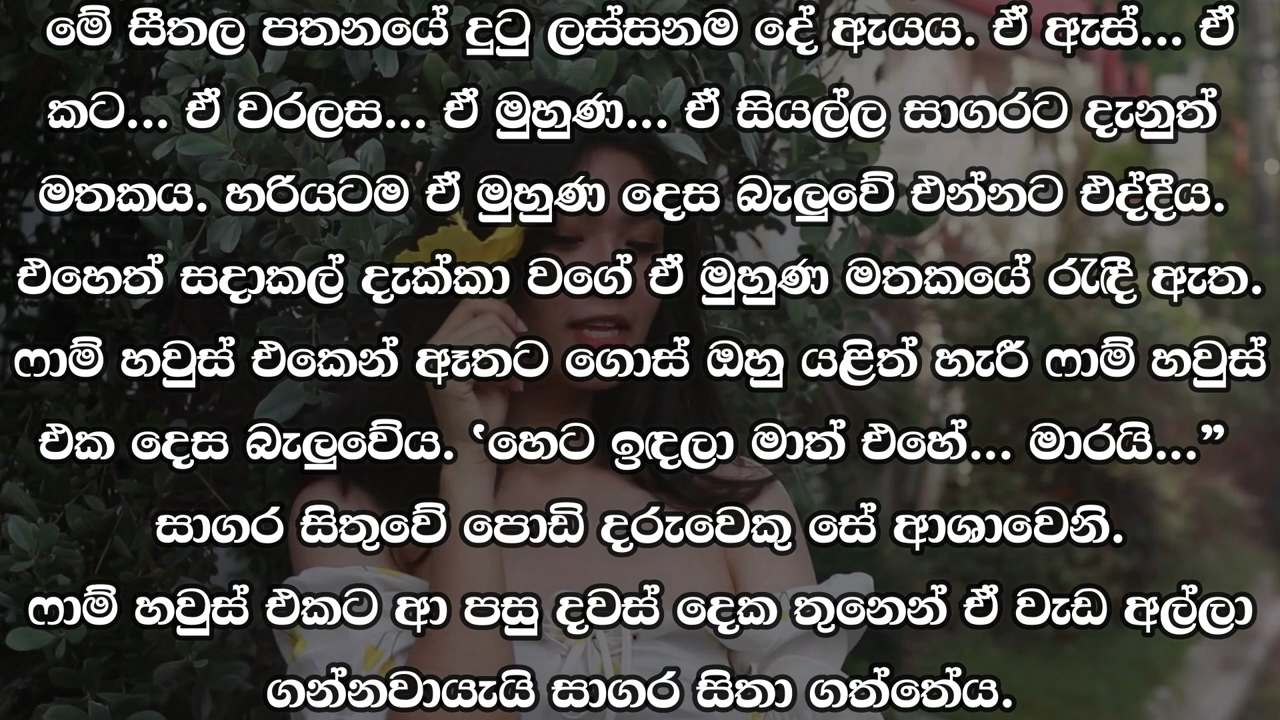 මේ සීතල පතනයේ දුටු ලස්සනම දේ ඇයය. ඒ ඇස්... ඒ
කට... ඒ වරලස... ඒ මුහුණ... ඒ සියල්ල සාගරට දැනුත්
මතකය. හරියටම ඒ මුහුණ දෙස බැලුවේ එන්නට එද්දීය.
එහෙත් සදාකල් දැක්කා වගේ ඒ මුහුණ මතකයේ රැඳී ඇත.
ෆාම් හවුස් එකෙන් ඈතට ගොස් ඔහු යළිත් හැරී ෆාම් හවුස්
එක දෙස බැලුවේය. ‘හෙට ඉඳලා මාත් එහේ... මාරයි...”
සාගර සිතුවේ පොඩි දරුවෙකු සේ ආශාවෙනි.
ෆාම් හවුස් එකට ආ පසු දවස් දෙක තුනෙන් ඒ වැඩ අල්ලා
ගන්නවායැයි සාගර සිතා ගත්තේය.